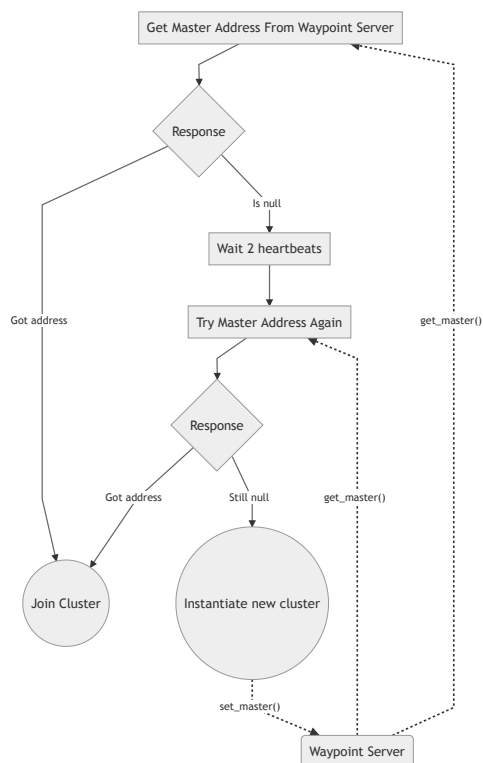 Get Master Address From Waypoint Server
Response
Is null
Wait 2 heartbeats
Got address
Try Master Address Again
get_master()
Response
Got address
Still null
get_master()
Join Cluster
Instantiate new cluster
set_master()
Waypoint Server